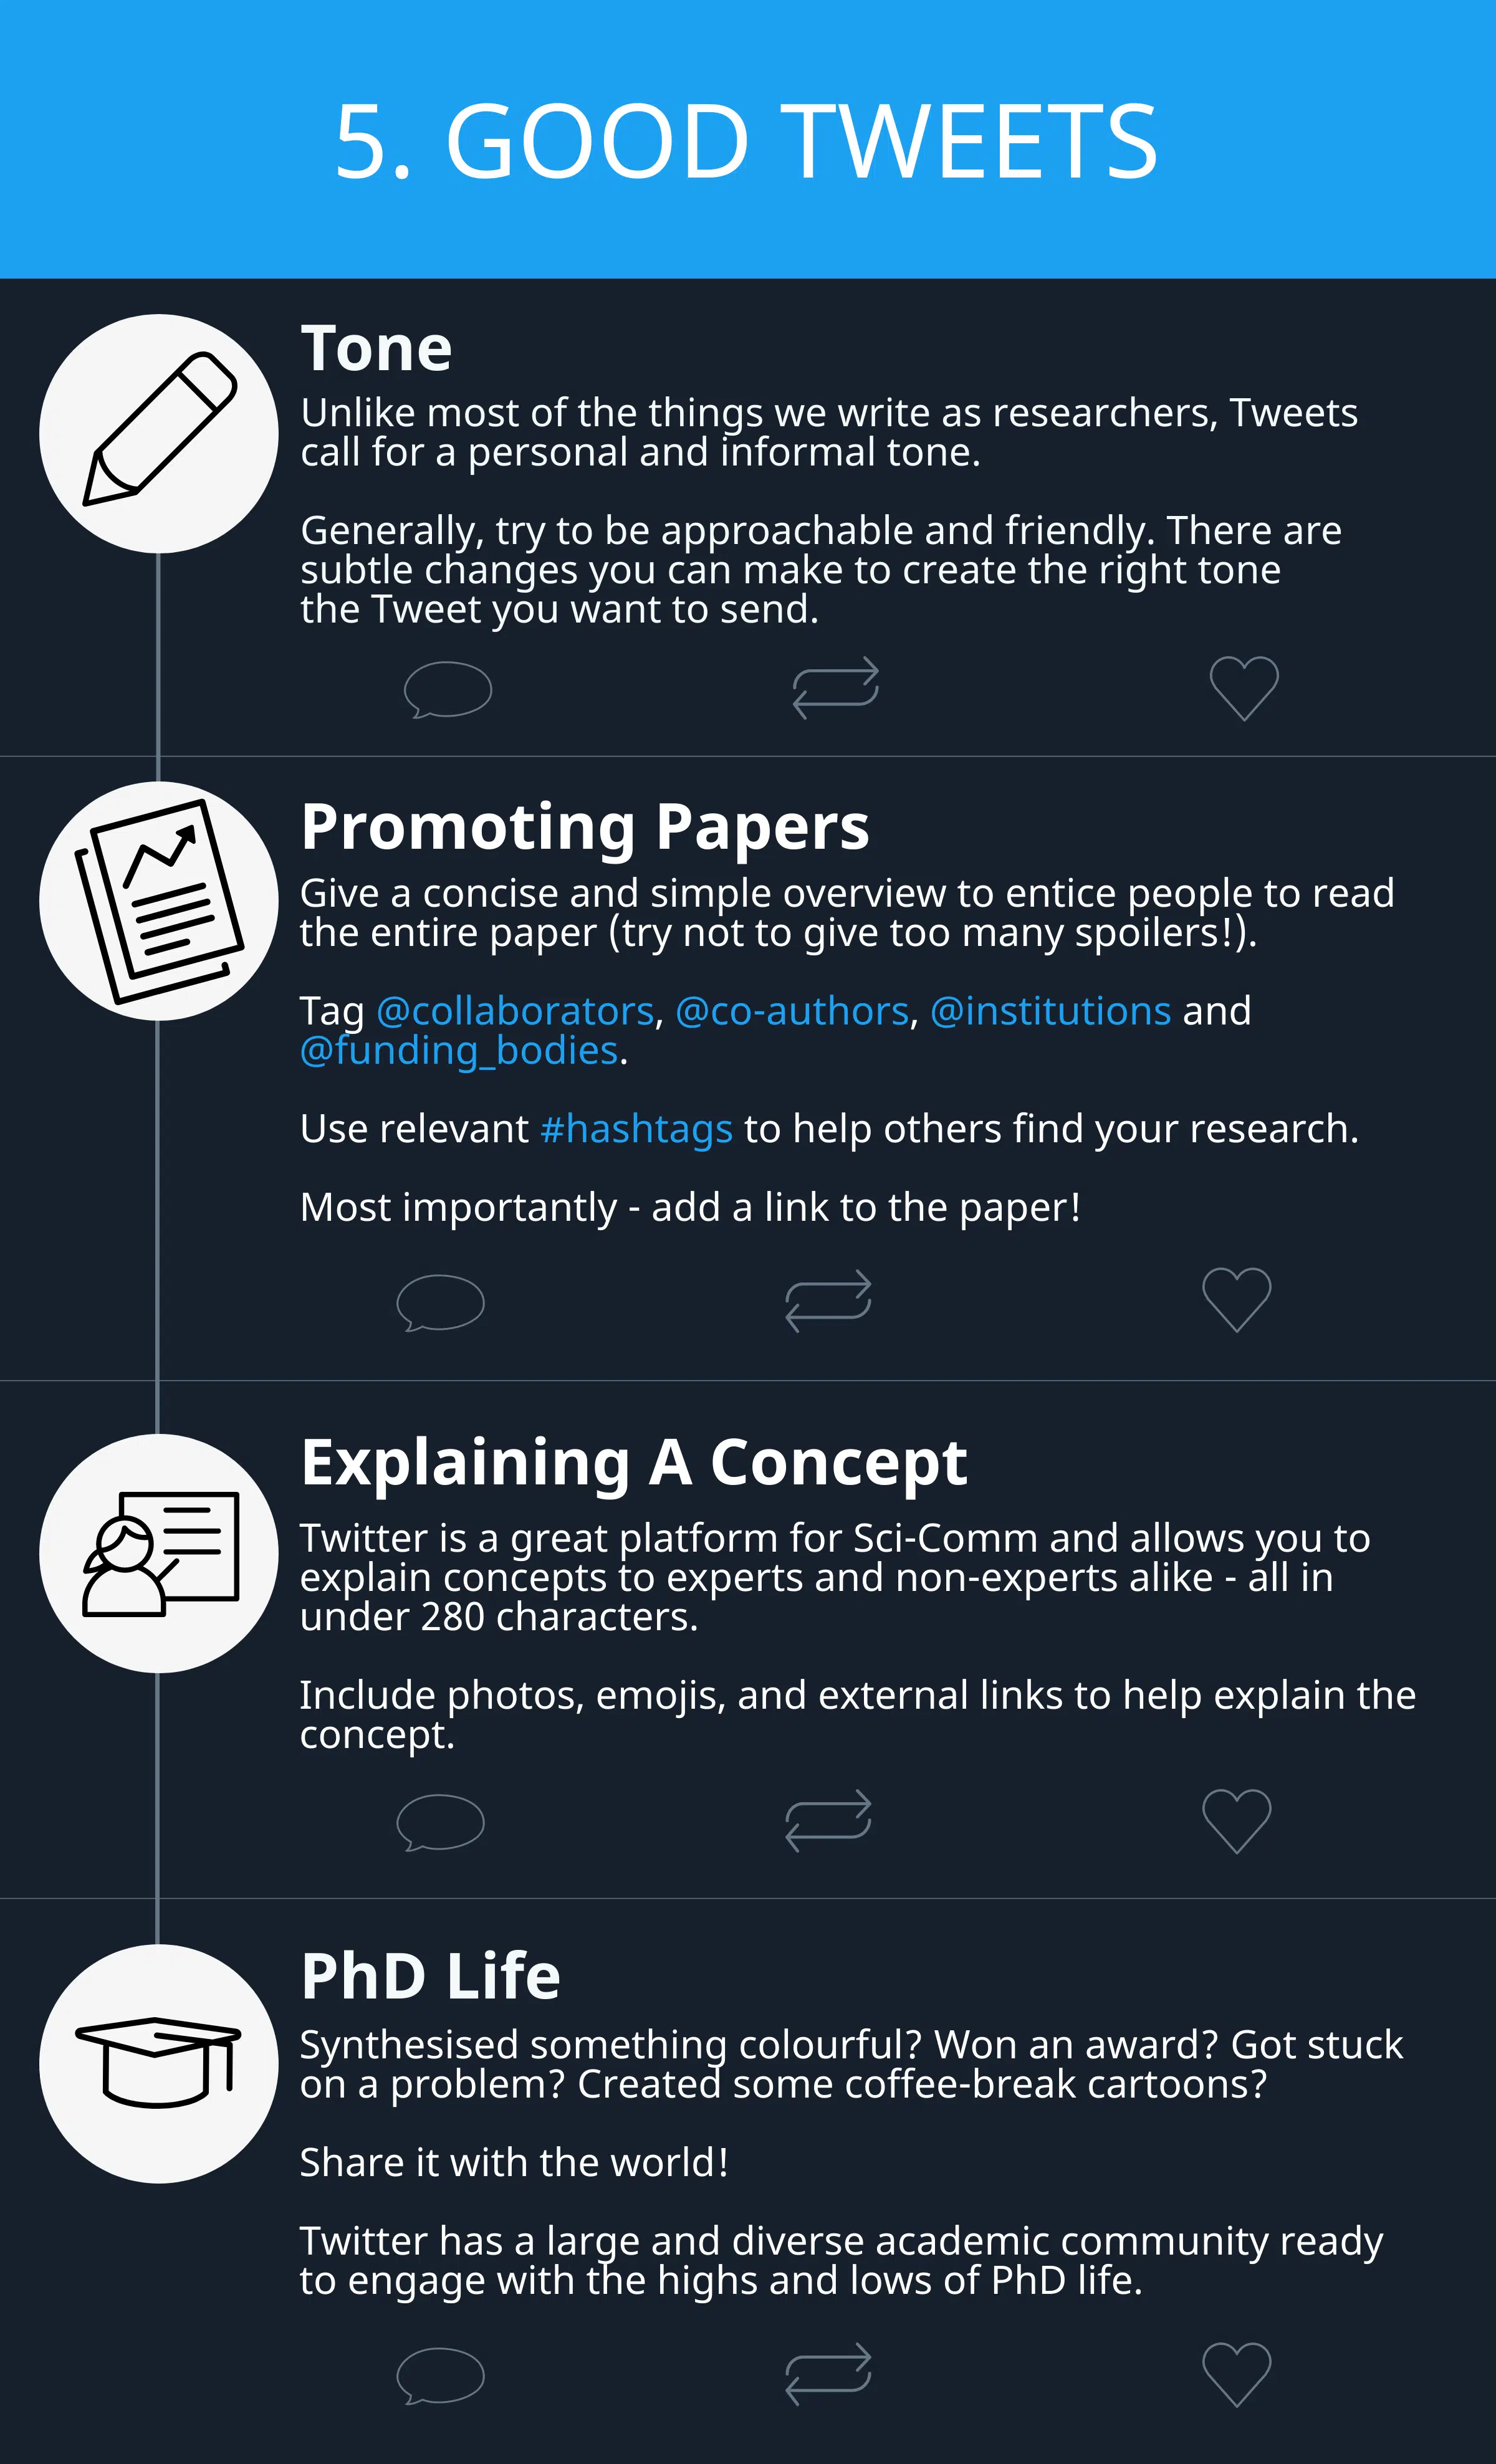 5. GOOD TWEETS
Tone
Unlike most of the things we write as researchers, Tweets
call for a personal and informal tone.
Generally, try to be approachable and friendly. There are
subtle changes you can make to create the right tone
the Tweet you want to send.
Promoting Papers
Give a concise and simple overview to entice people to read
the entire paper (try not to give too many spoilers!).
Tag @collaborators, @co-authors, @institutions and
@funding_bodies.
Use relevant #hashtags to help others find your research.
Most importantly - add a link to the paper!
Explaining A Concept
Twitter is a great platform for Sci-Comm and allows you to
explain concepts to experts and non-experts alike - all in
under 280 characters.
Include photos, emojis, and external links to help explain the
concept.
PhD Life
Synthesised something colourful? Won an award? Got stuck
on a problem? Created some coffee-break cartoons?
Share it with the world!
Twitter has a large and diverse academic community ready
to engage with the highs and lows of PhD life.